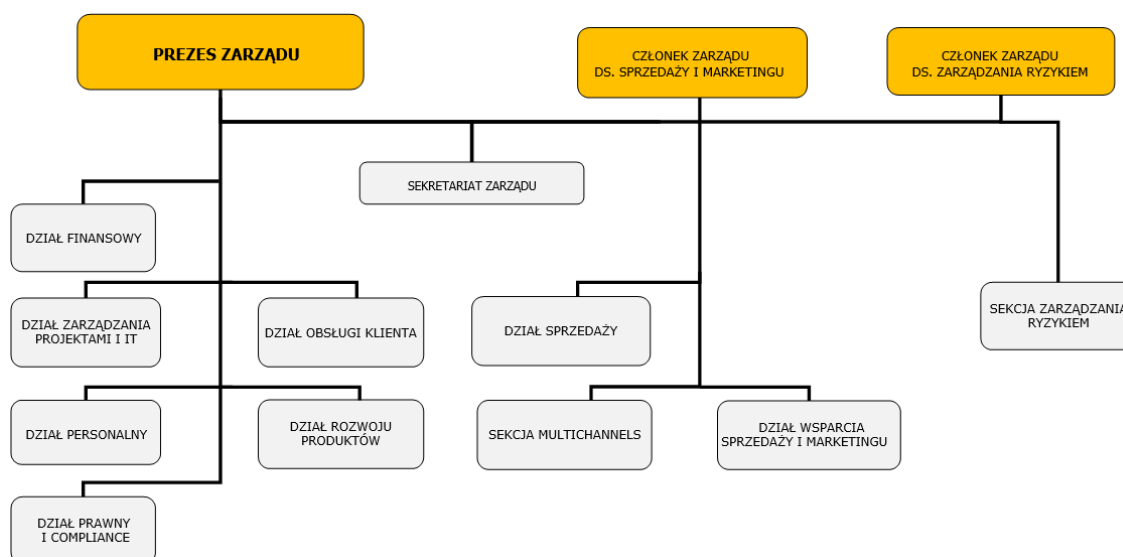 PREZES ZARZĄDU
CZŁONEK ZARZĄDU
DS. SPRZEDAŻY I MARKETINGU
CZŁONEK ZARZĄDU
DS. ZARZĄDZANIA RYZYKIEM
SEKRETARIAT ZARZĄDU
DZIAŁ FINANSOWY
DZIAŁ ZARZĄDZANIA
PROJEKTAMI I IT
DZIAŁ OBSŁUGI KLIENTA
DZIAŁ SPRZEDAŻY
SEKCJA ZARZĄDZANIA
RYZYKIEM
DZIAŁ PERSONALNY
DZIAŁ ROZWOJU
PRODUKTÓW
SEKCJA MULTICHANNELS
DZIAŁ WSPARCIA
SPRZEDAŻY I MARKETINGU
DZIAŁ PRAWNY
I COMPLIANCE